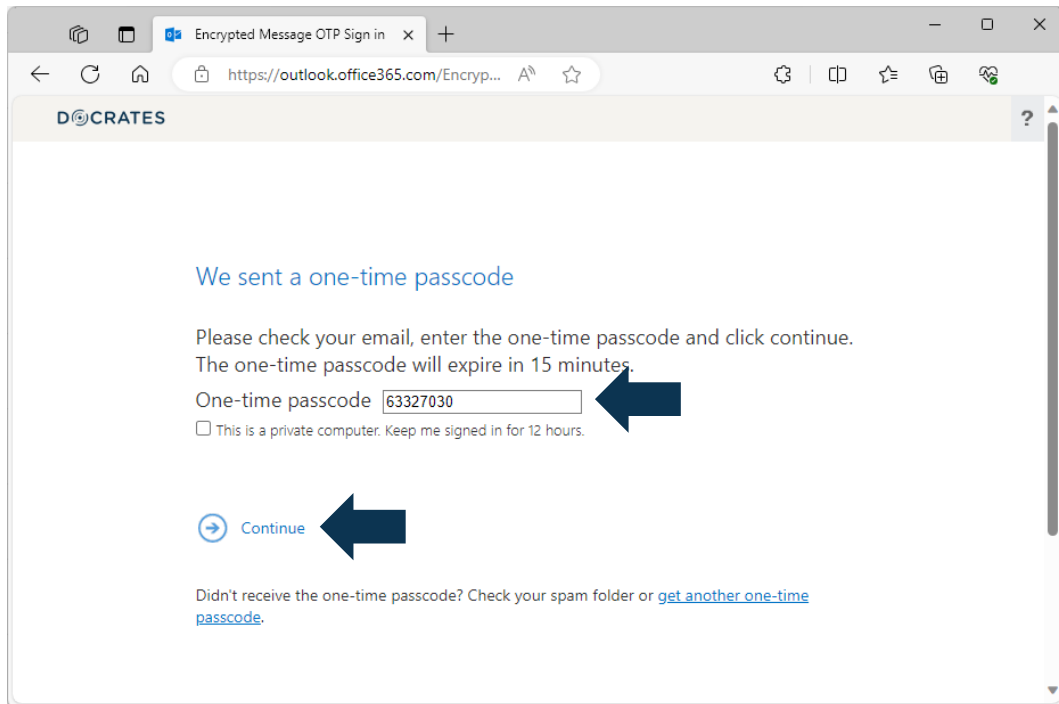 Encrypted Message OTP Sign in
https://outlook.office365.com/Encryp...
DOCRATES
?
We sent a one-time passcode
Please check your email, enter the one-time passcode and click continue.
The one-time passcode will expire in 15 minutes.
One-time passcode 63327030
This is a private computer. Keep me signed in for 12 hours.
Continue
Didn't receive the one-time passcode? Check your spam folder or get another one-time
passcode.